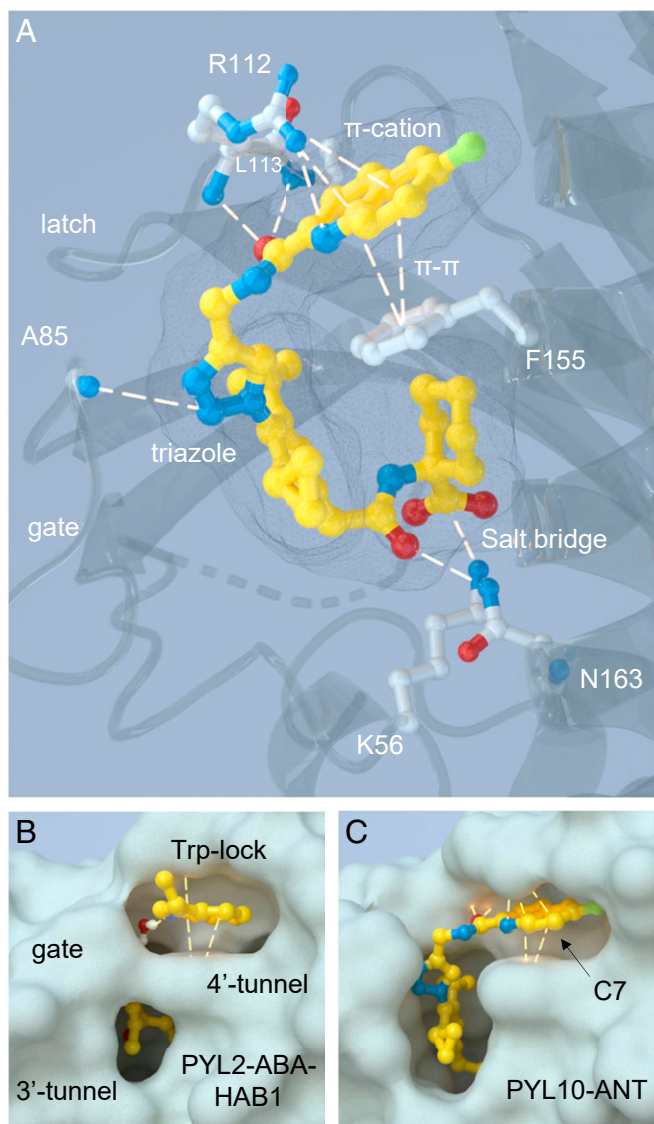 A
R112
π-cation
L113
latch
π-π
A85
F155
triazole
gate
Salt bridge
N163
K56
B
Trp-lock
gate
4’-tunnel
3’-tunnel
PYL2-ABA-
HAB1
C
C7
PYL10-ANT